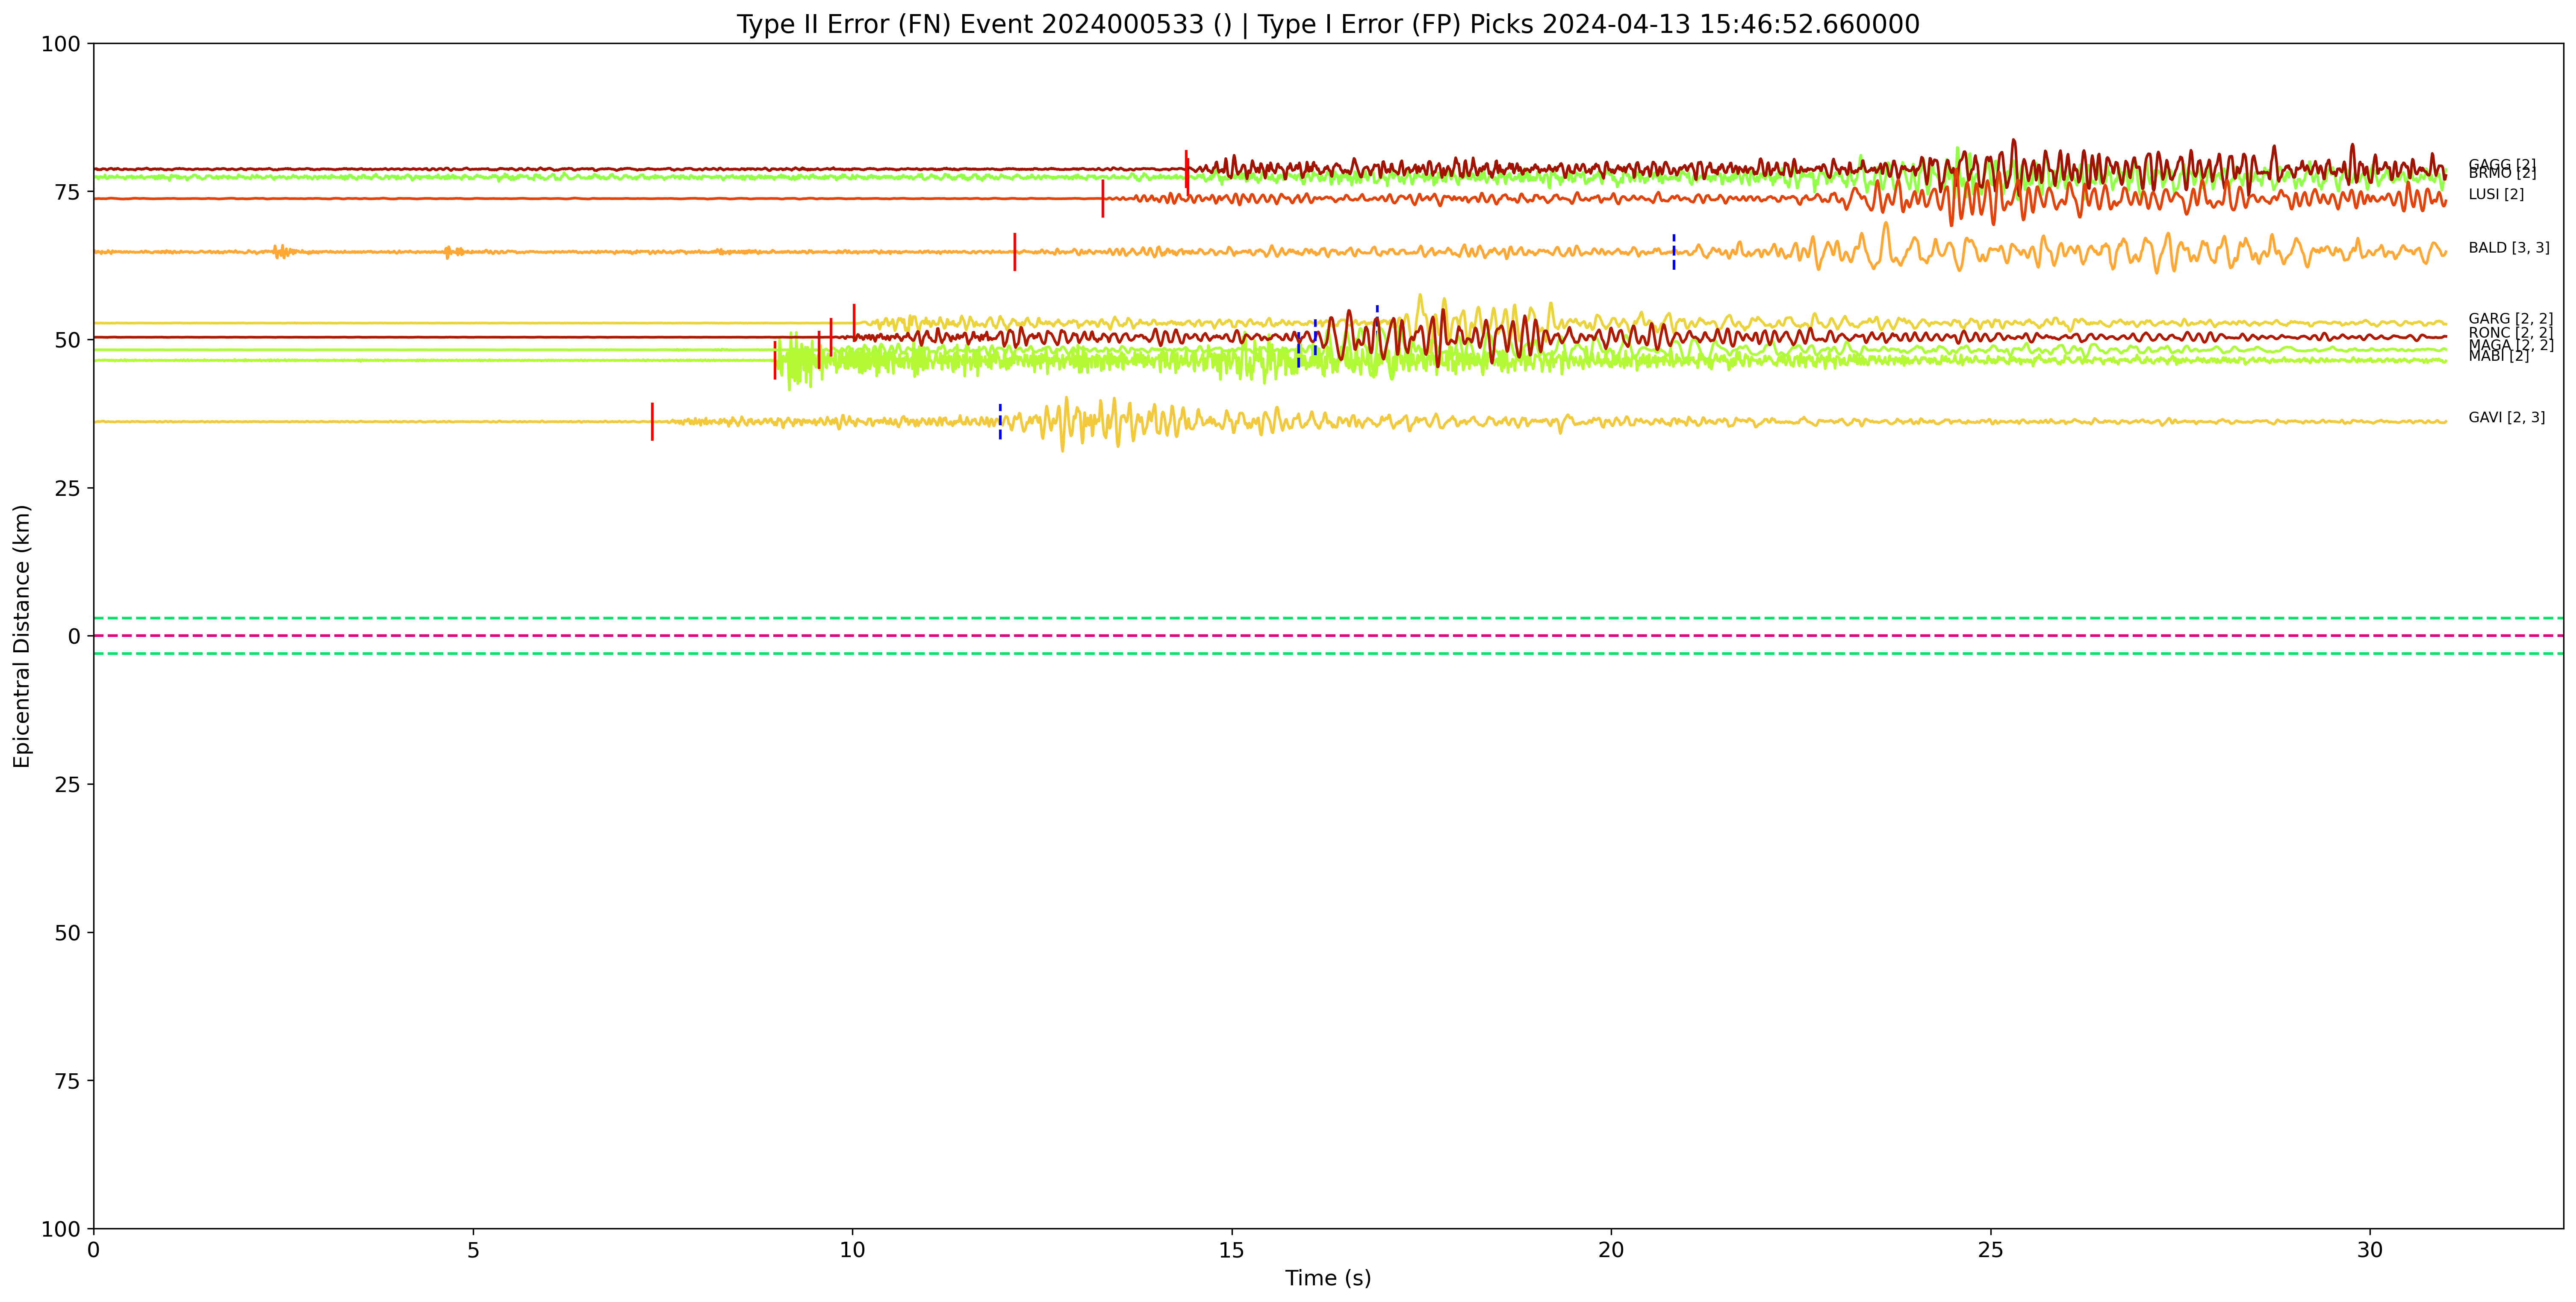 Type II Error (FN) Event 2024000533 () | Type I Error (FP) Picks 2024-04-13 15:46:52.660000
Epicentral Distance (km)
100
75
50
25
0
25
50
75
100
GAGG [2]
BRMO [2]
LUSI [2]
BALD [3, 3]
GARG [2, 2]
RONC [2, 2]
MAGA [2, 2]
MABI [2]
GAVI [2, 3]
0 5 10 15 20 25 30
Time (s)